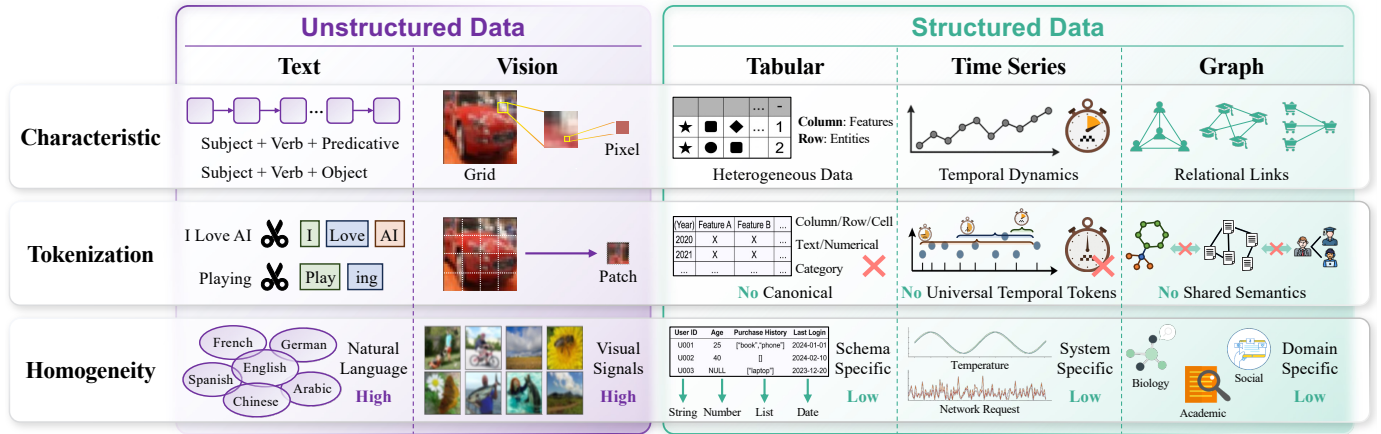 Unstructured Data
Structured Data
Text
Vision
Tabular
Time Series
Graph
Characteristic
Subject + Verb + Predicative
Subject + Verb + Object
Grid
Pixel
... -
... 1
2
Column: Features
Row: Entities
Heterogeneous Data
Temporal Dynamics
Relational Links
Tokenization
I Love AI
I Love AI
Playing
Play ing
Patch
(Year) Feature A Feature B ...
2020 X X
2021 X X
... ... ...
Column/Row/Cell
Text/Numerical
Category
No Canonical
No Universal Temporal Tokens
No Shared Semantics
Homogeneity
French
German
English
Spanish
Arabic
Chinese
Natural
Language
High
Visual
Signals
High
User ID Age Purchase History Last Login
U001 25 ["book","phone"] 2024-01-01
U002 40 [] 2024-02-10
U003 NULL ["laptop"] 2023-12-20
String Number List Date
Schema
Specific
Low
Temperature
Network Request
System
Specific
Low
Biology
Social
Academic
Domain
Specific
Low